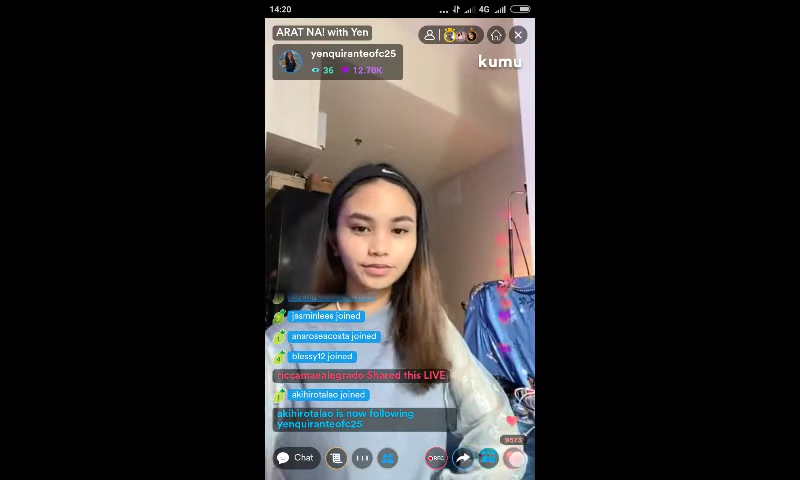 14:20
4G
ARAT NA! with Yen
yenquiranteofc25
36
12.70K
kumu
jasminlees joined
anaroseacosta joined
blessy12 joined
riccamaealegrado Shared this LIVE
akihirotalao joined
akihirotalao is now following
yenquiranteofc25
9573
Chat